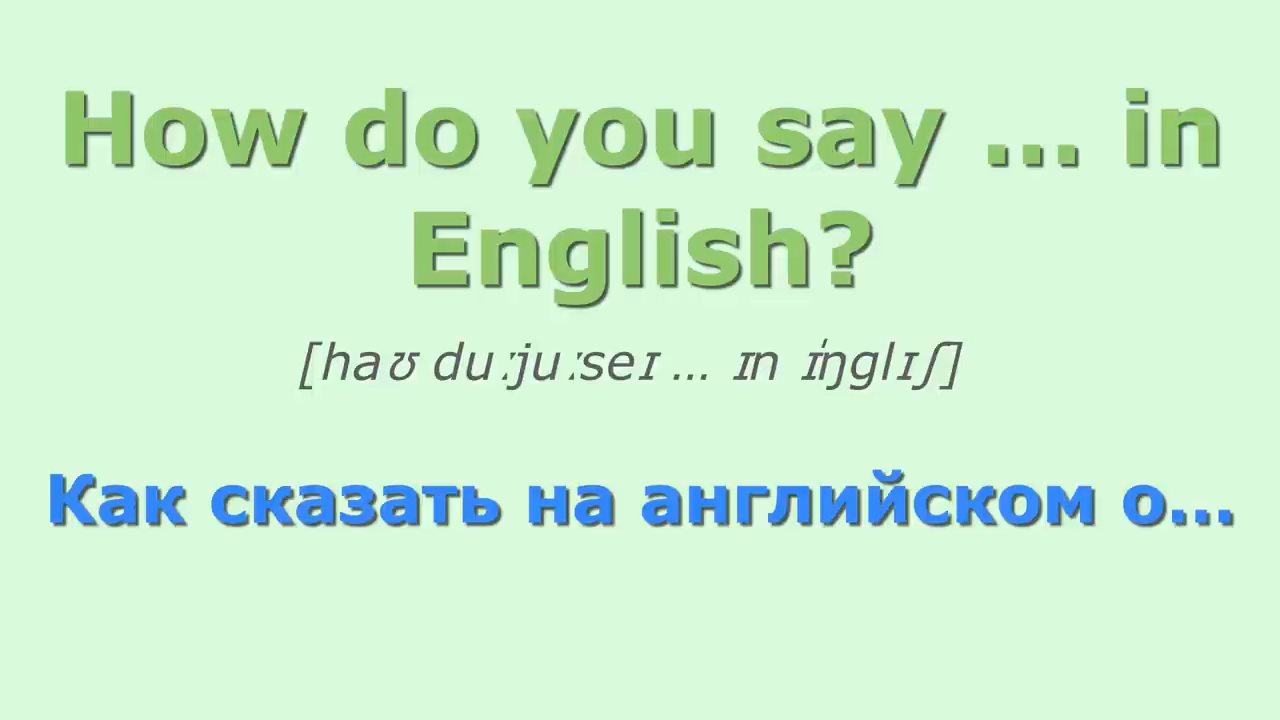 How do you say ... in
English?
[haʊ duːjuːseɪ ... ɪn ɪ'ŋglɪʃ]
Как сказать на английском о...